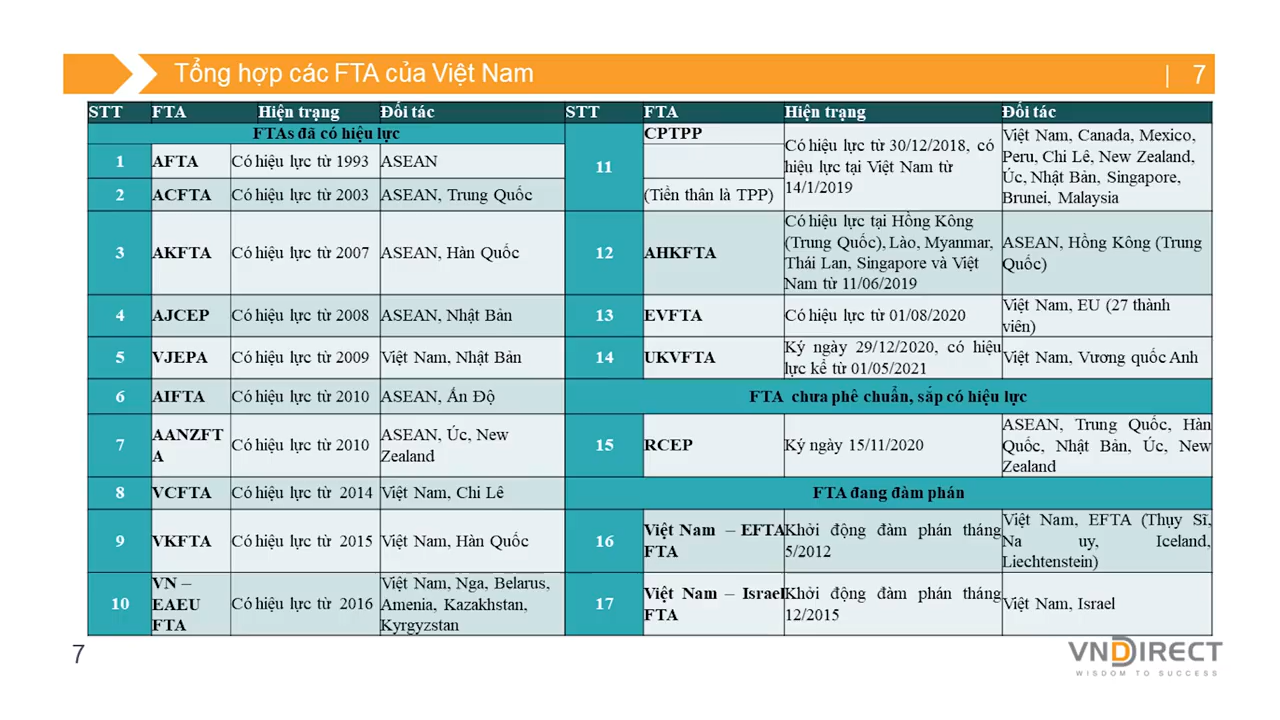 Tổng hợp các FTA của Việt Nam
| 7
STT FTA Hiện trạng Đối tác
FTAs đã có hiệu lực
1 AFTA Có hiệu lực từ 1993 ASEAN
2 ACFTA Có hiệu lực từ 2003 ASEAN, Trung Quốc
3 AKFTA Có hiệu lực từ 2007 ASEAN, Hàn Quốc
4 AJCEP Có hiệu lực từ 2008 ASEAN, Nhật Bản
5 VJEPA Có hiệu lực từ 2009 Việt Nam, Nhật Bản
6 AIFTA Có hiệu lực từ 2010 ASEAN, Ấn Độ
7 AANZFT
A Có hiệu lực từ 2010 ASEAN, Úc, New
Zealand
8 VCFTA Có hiệu lực từ 2014 Việt Nam, Chi Lê
9 VKFTA Có hiệu lực từ 2015 Việt Nam, Hàn Quốc
10 VN –
EAEU
FTA Có hiệu lực từ 2016 Việt Nam, Nga, Belarus,
Amenia, Kazakhstan,
Kyrgyzstan
STT FTA Hiện trạng Đối tác
11 CPTPP
(Tiền thân là TPP)
Có hiệu lực từ 30/12/2018, có
hiệu lực tại Việt Nam từ
14/1/2019
Việt Nam, Canada, Mexico,
Peru, Chi Lê, New Zealand,
Úc, Nhật Bản, Singapore,
Brunei, Malaysia
12 AHKFTA
Có hiệu lực tại Hồng Kông
(Trung Quốc), Lào, Myanmar,
Thái Lan, Singapore và Việt
Nam từ 11/06/2019
ASEAN, Hồng Kông (Trung
Quốc)
13 EVFTA Có hiệu lực từ 01/08/2020
Việt Nam, EU (27 thành
viên)
14 UKVFTA
Ký ngày 29/12/2020, có hiệu
lực kể từ 01/05/2021
Việt Nam, Vương quốc Anh
FTA chưa phê chuẩn, sắp có hiệu lực
15 RCEP Ký ngày 15/11/2020
ASEAN, Trung Quốc, Hàn
Quốc, Nhật Bản, Úc, New
Zealand
FTA đang đàm phán
16 Việt Nam – EFTA
FTA
Khởi động đàm phán tháng
5/2012
Việt Nam, EFTA (Thụy Sĩ,
Na uy, Iceland,
Liechtenstein)
17 Việt Nam – Israel
FTA
Khởi động đàm phán tháng
12/2015
Việt Nam, Israel
7
VNDIRECT
WISDOM TO SUCCESS